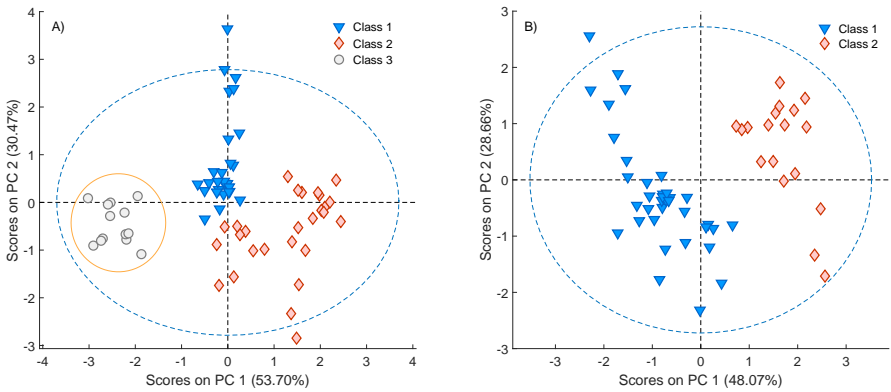 A)
Class 1
Class 2
Class 3
4
3
2
1
0
-1
-2
-3
Scores on PC 2 (30.47%)
-4
-3
-2
-1
0
1
2
3
4
Scores on PC 1 (53.70%)
B)
Class 1
Class 2
3
2
1
0
-1
-2
-3
Scores on PC 2 (28.66%)
-4
-3
-2
-1
0
1
2
3
Scores on PC 1 (48.07%)